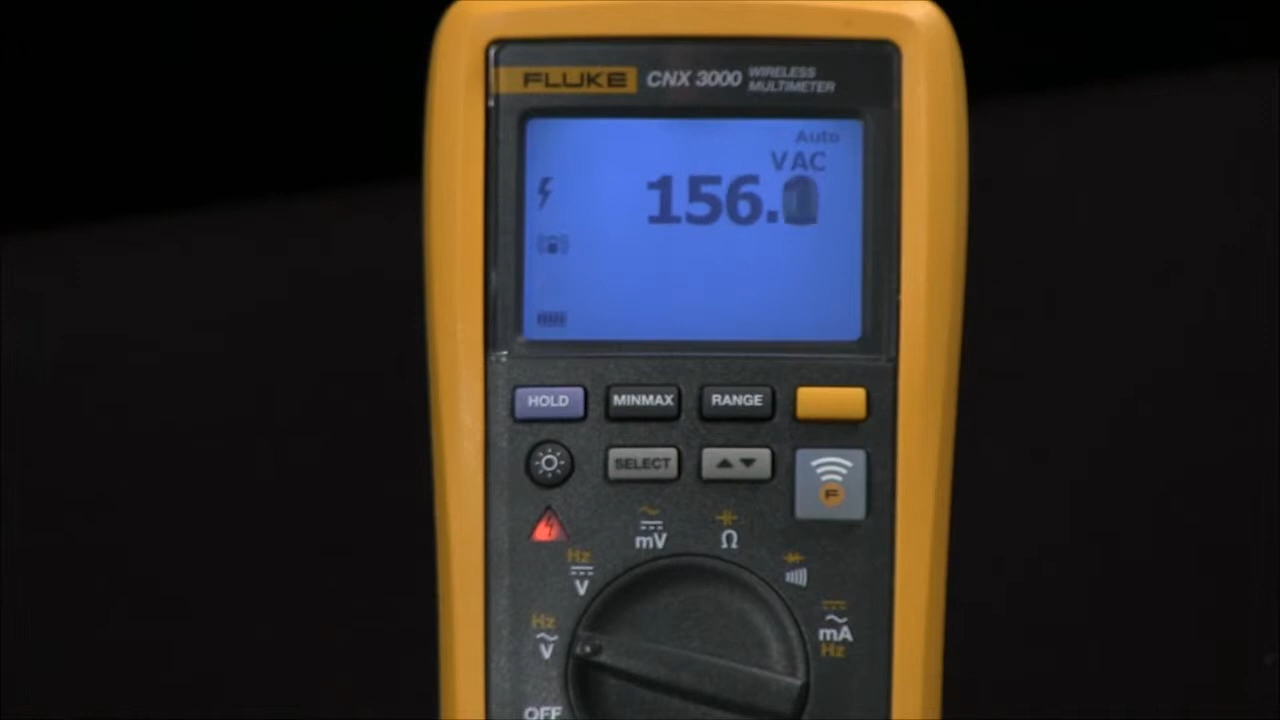 FLUKE CNX 3000 WIRELESS MULTIMETER
Auto
VAC
156.
HOLD MINMAX RANGE
SELECT
F
mV Ω
Hz
V
Hz
V
mA
Hz
OFF